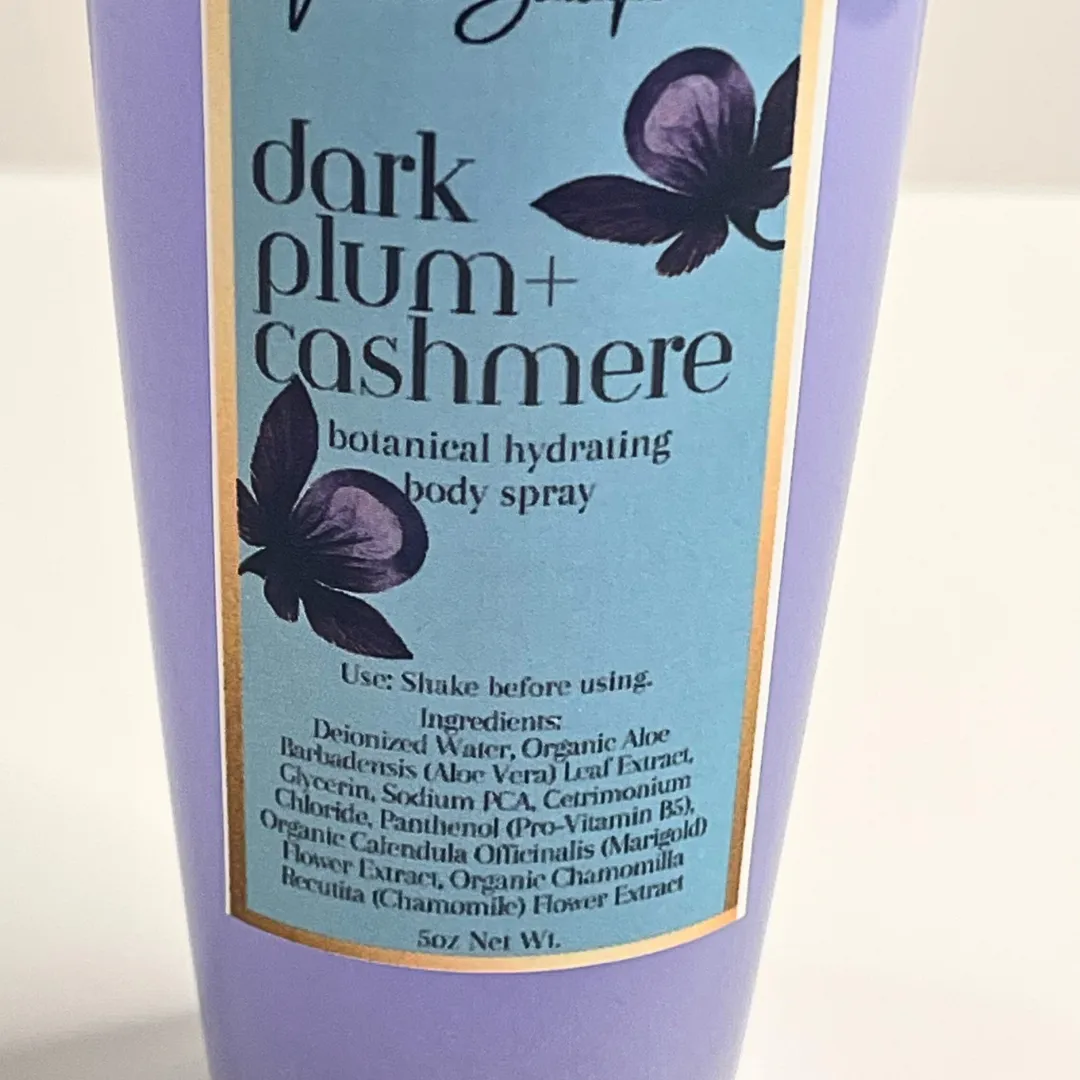 dark
plum+
cashmere
botanical hydrating
body spray
Use: Shake before using.
Ingredients:
Deionized Water, Organic Aloe
Barbadensis (Aloe Vera) Leaf Extract,
Glycerin, Sodium PCA, Cetrimonium
Chloride, Panthenol (Pro-Vitamin B5),
Organic Calendula Officinalis (Marigold)
Flower Extract, Organic Chamomilla
Recutita (Chamomile) Flower Extract
5oz Net Wt.